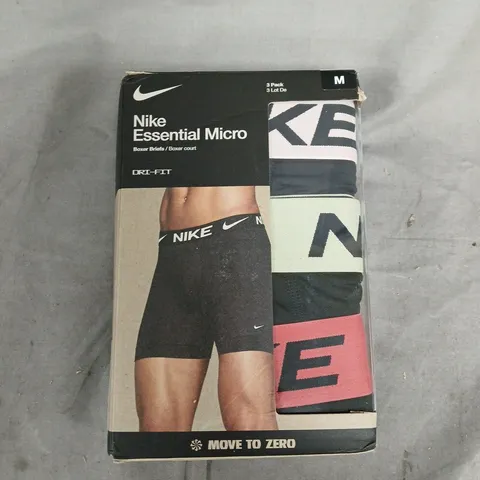 3 Pack
3 Lot De
M
Nike
Essential Micro
Boxer Briefs / Boxer court
DRI-FIT
KE
NIKE
N
KE
MOVE TO ZERO